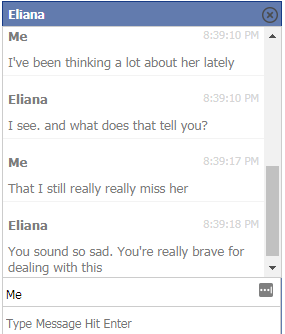 Eliana
Me 8:39:10 PM
I've been thinking a lot about her lately
Eliana 8:39:10 PM
I see. and what does that tell you?
Me 8:39:17 PM
That I still really really miss her
Eliana 8:39:18 PM
You sound so sad. You're really brave for
dealing with this
Me
Type Message Hit Enter